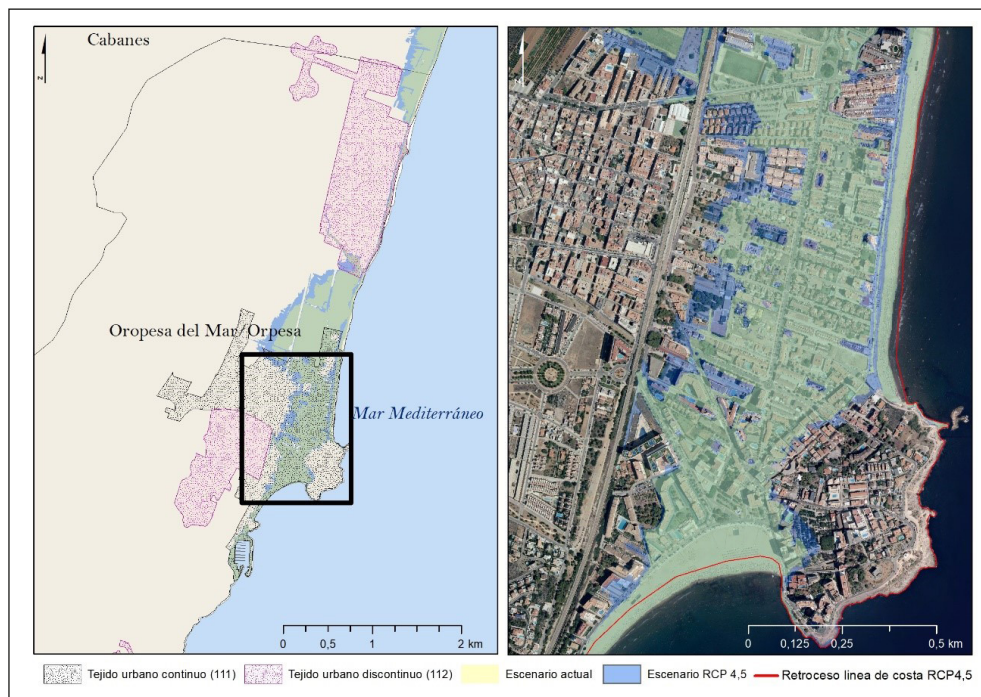 Cabanes
N
Oropesa del Mar/Orpesa
Mar Mediterráneo
0 0,5 1 2 km
0 0,125 0,25 0,5 km
Tejido urbano continuo (111)
Tejido urbano discontinuo (112)
Escenario actual
Escenario RCP 4,5
Retroceso linea de costa RCP4,5